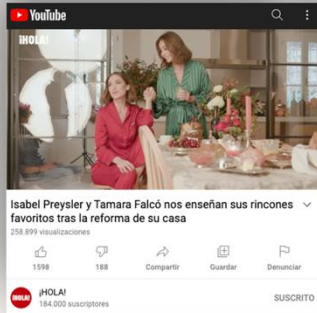 YouTube
¡HOLA!
Isabel Preysler y Tamara Falcó nos enseñan sus rincones
favoritos tras la reforma de su casa
258.899 visualizaciones
1598 188 Compartir Guardar Denunciar
¡HOLA! ¡HOLA!
184.000 suscriptores SUSCRITO